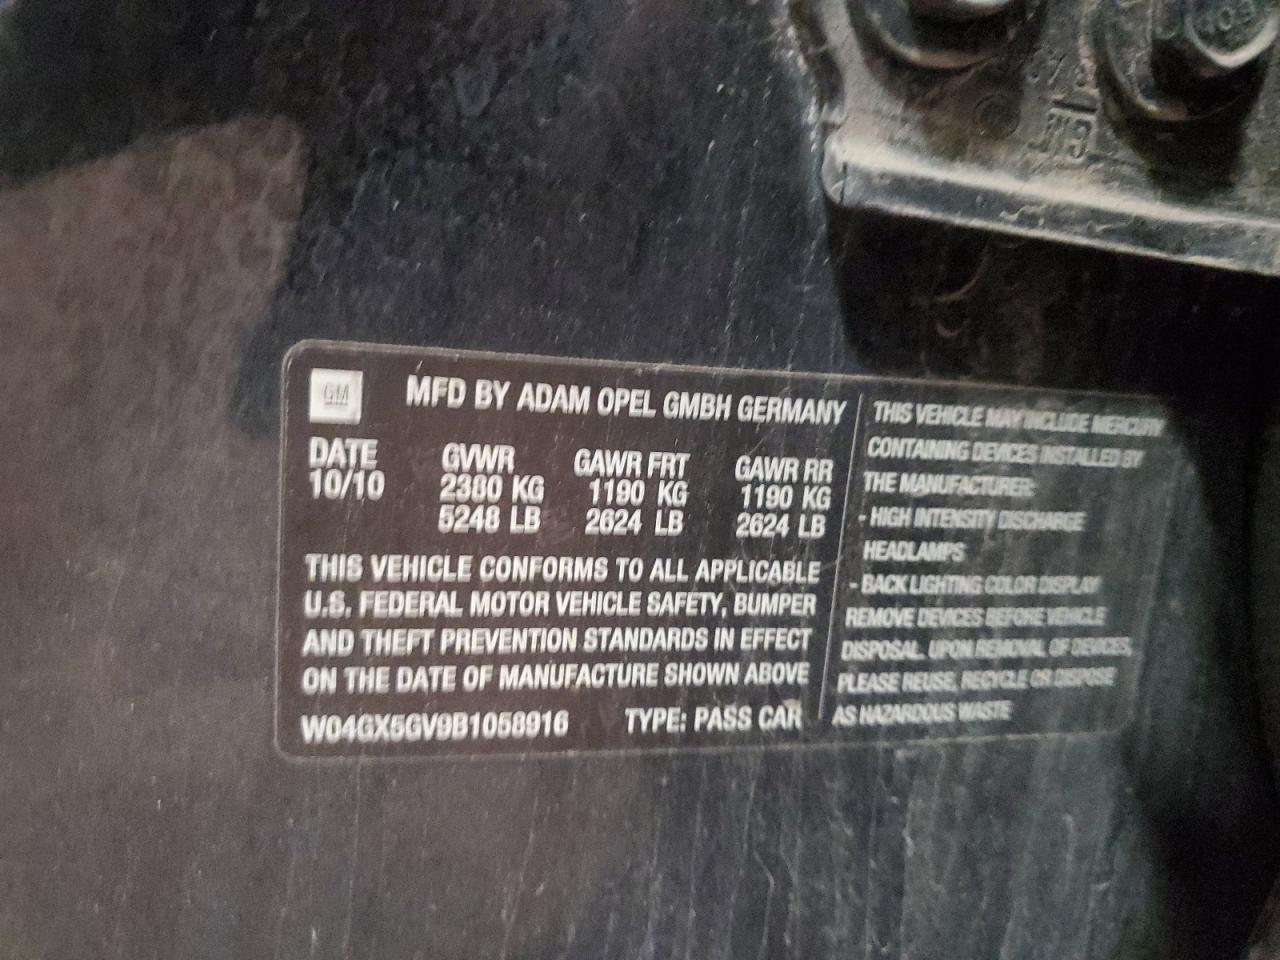 GM
MFD BY ADAM OPEL GMBH GERMANY
DATE GVWR GAWR FRT GAWR RR
10/10 2380 KG 1190 KG 1190 KG
5248 LB 2624 LB 2624 LB
THIS VEHICLE CONFORMS TO ALL APPLICABLE
U.S. FEDERAL MOTOR VEHICLE SAFETY, BUMPER
AND THEFT PREVENTION STANDARDS IN EFFECT
ON THE DATE OF MANUFACTURE SHOWN ABOVE
W04GX5GV9B1058916 TYPE: PASS CAR
THIS VEHICLE MAY INCLUDE MERCURY
CONTAINING DEVICES INSTALLED BY
THE MANUFACTURER:
- HIGH INTENSITY DISCHARGE
HEADLAMPS
- BACK LIGHTING COLOR DISPLAY
REMOVE DEVICES BEFORE VEHICLE
DISPOSAL. UPON REMOVAL OF DEVICES,
PLEASE REUSE, RECYCLE OR DISPOSE
AS HAZARDOUS WASTE